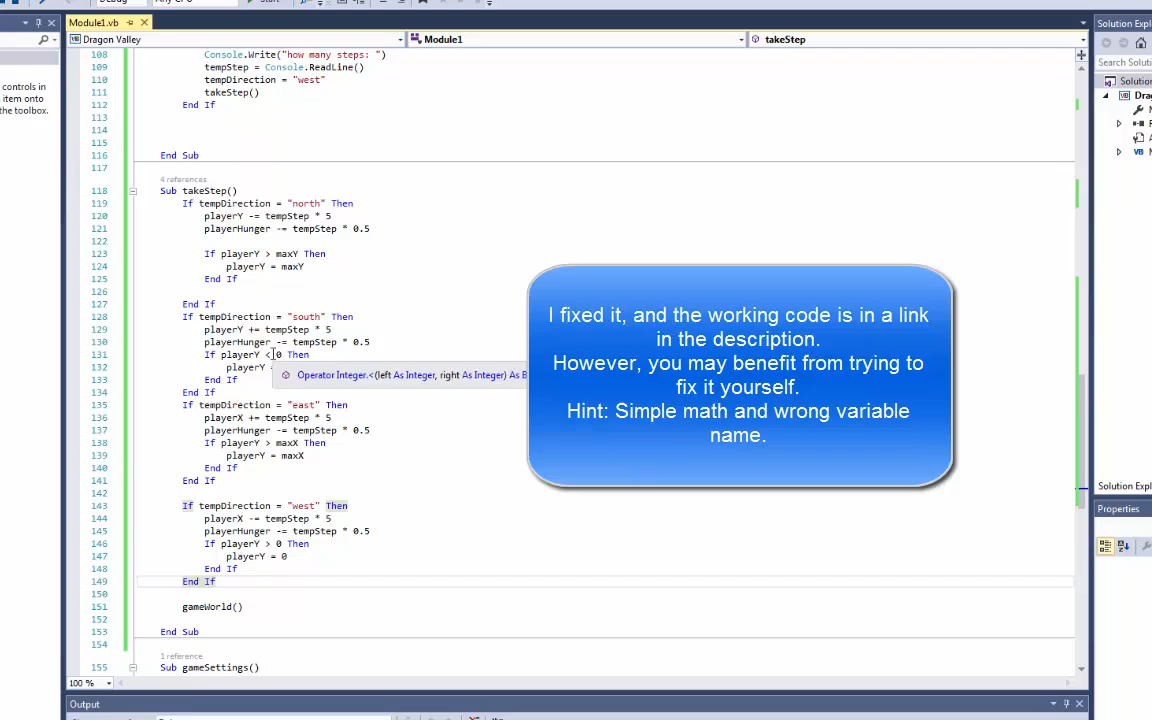 Module1.vb
Solution Explo
Dragon Valley
Module1
takeStep
Search Soluti
Solution
Drag
controls in
item onto
the toolbox.
108 Console.Write("how many steps: ")
109 tempStep = Console.ReadLine()
110 tempDirection = "west"
111 takeStep()
112 End If
113
114
115
116 End Sub
117
4 references
118 Sub takeStep()
119 If tempDirection = "north" Then
120 playerY -= tempStep * 5
121 playerHunger -= tempStep * 0.5
122
123 If playerY > maxY Then
124 playerY = maxY
125 End If
126
127 End If
128 If tempDirection = "south" Then
129 playerY += tempStep * 5
130 playerHunger -= tempStep * 0.5
131 If playerY < 0 Then
132 playerY =
Operator Integer.<(left As Integer, right As Integer) As B
133 End If
134 End If
135 If tempDirection = "east" Then
136 playerX += tempStep * 5
137 playerHunger -= tempStep * 0.5
138 If playerY > maxX Then
139 playerY = maxX
140 End If
141 End If
142
143 If tempDirection = "west" Then
144 playerX -= tempStep * 5
145 playerHunger -= tempStep * 0.5
146 If playerY > 0 Then
147 playerY = 0
148 End If
149 End If
150
151 gameWorld()
152
153 End Sub
154
1 reference
155 Sub gameSettings()
I fixed it, and the working code is in a link
in the description.
However, you may benefit from trying to
fix it yourself.
Hint: Simple math and wrong variable
name.
Solution Expl
Properties
100 %
Output